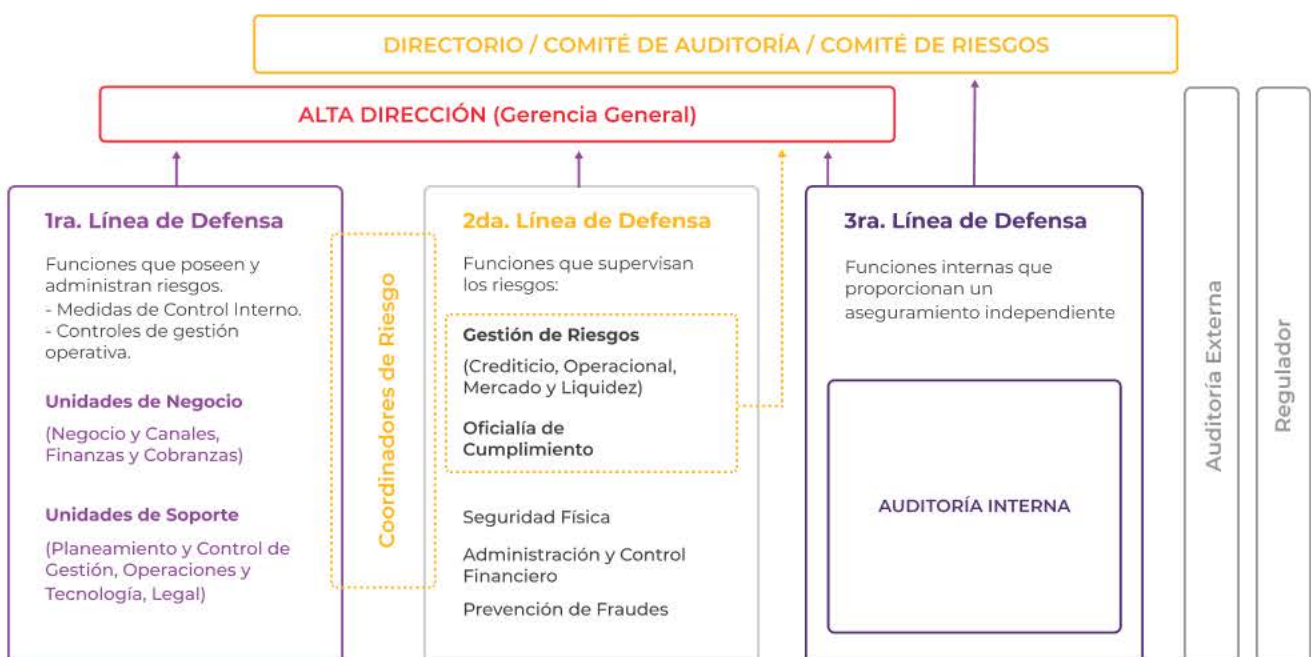 DIRECTORIO / COMITÉ DE AUDITORÍA / COMITÉ DE RIESGOS
ALTA DIRECCIÓN (Gerencia General)
1ra. Línea de Defensa
Funciones que poseen y
administran riesgos.
- Medidas de Control Interno.
- Controles de gestión
operativa.
Unidades de Negocio
(Negocio y Canales,
Finanzas y Cobranzas)
Unidades de Soporte
(Planeamiento y Control de
Gestión, Operaciones y
Tecnología, Legal)
Coordinadores de Riesgo
2da. Línea de Defensa
Funciones que supervisan
los riesgos:
Gestión de Riesgos
(Crediticio, Operacional,
Mercado y Liquidez)
Oficialía de
Cumplimiento
Seguridad Física
Administración y Control
Financiero
Prevención de Fraudes
3ra. Línea de Defensa
Funciones internas que
proporcionan un
aseguramiento independiente
AUDITORÍA INTERNA
Auditoría Externa
Regulador